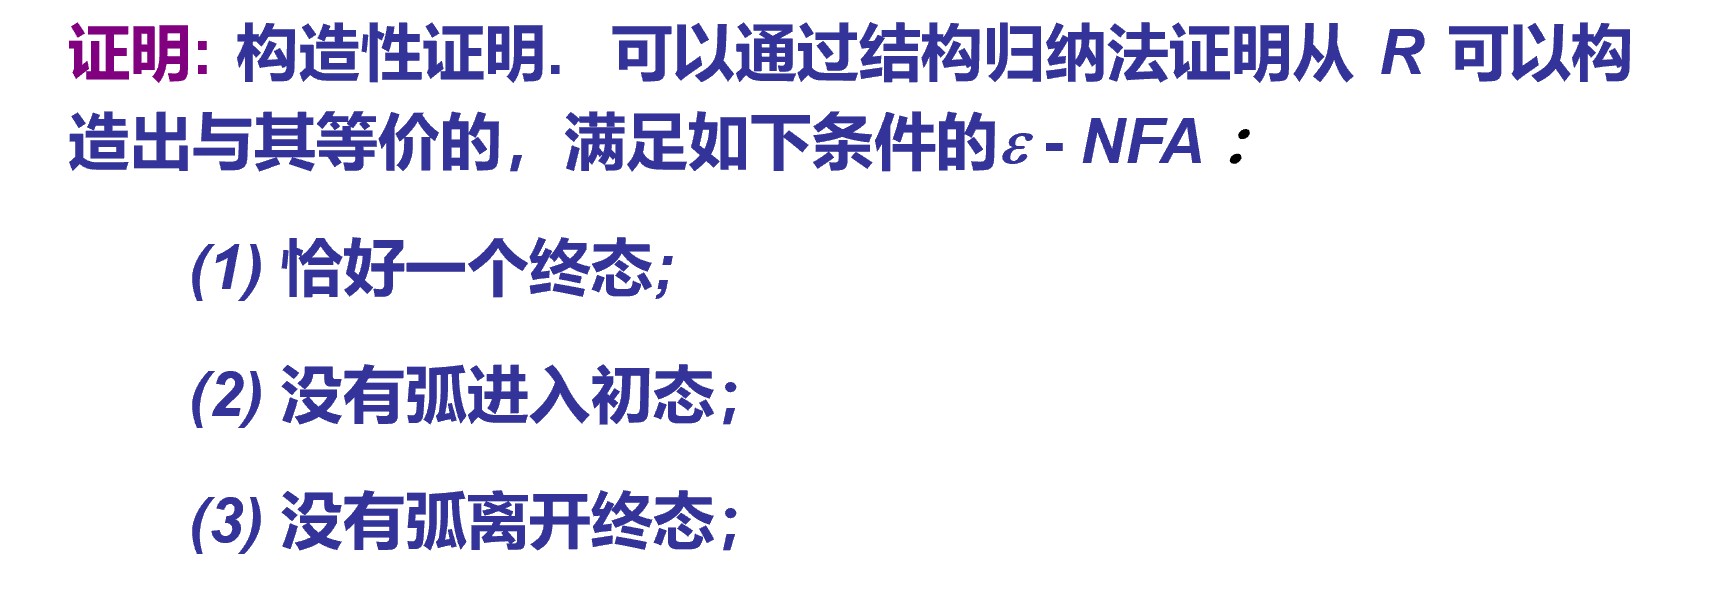 证明: 构造性证明. 可以通过结构归纳法证明从 R 可以构
造出与其等价的, 满足如下条件的ε - NFA :
(1) 恰好一个终态;
(2) 没有弧进入初态;
(3) 没有弧离开终态;